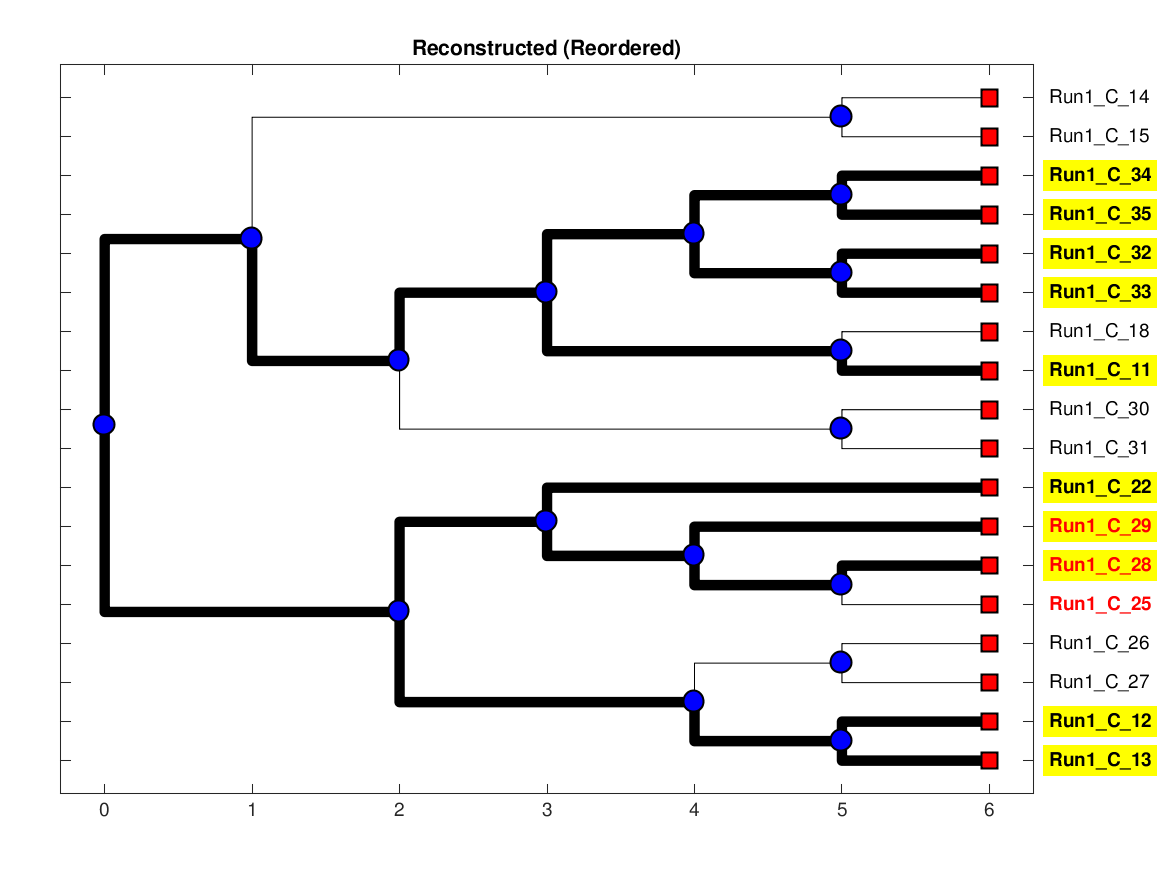 Reconstructed (Reordered)
Run1_C_14
Run1_C_15
Run1_C_34
Run1_C_35
Run1_C_32
Run1_C_33
Run1_C_18
Run1_C_11
Run1_C_30
Run1_C_31
Run1_C_22
Run1_C_29
Run1_C_28
Run1_C_25
Run1_C_26
Run1_C_27
Run1_C_12
Run1_C_13
0 1 2 3 4 5 6